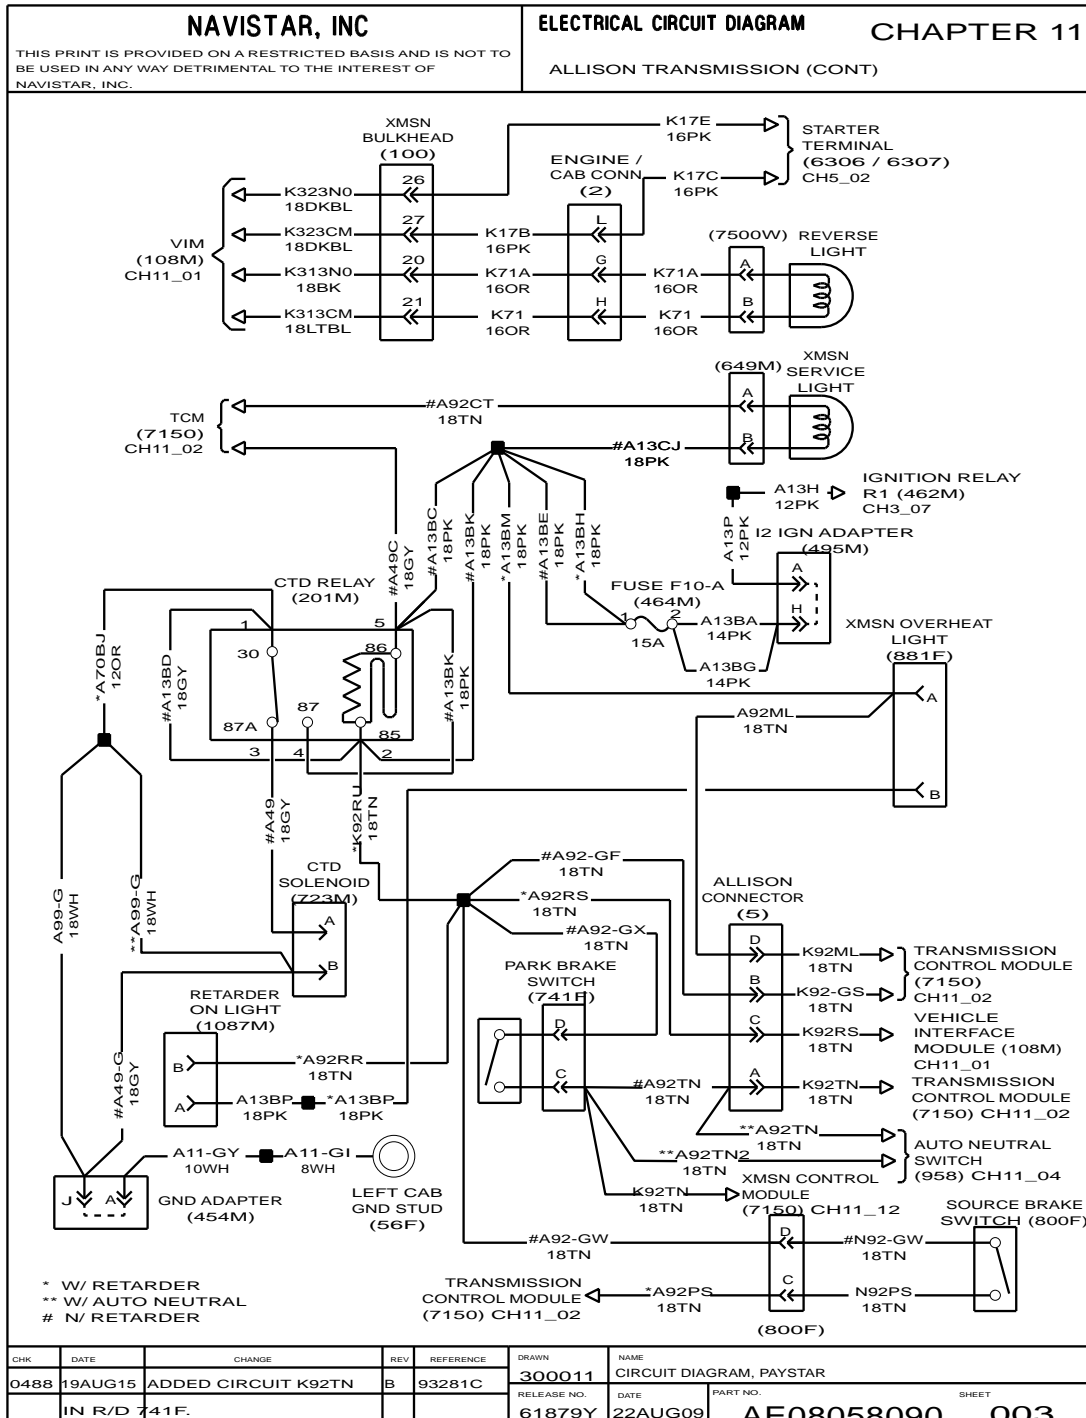 NAVISTAR, INC
THIS PRINT IS PROVIDED ON A RESTRICTED BASIS AND IS NOT TO
BE USED IN ANY WAY DETRIMENTAL TO THE INTEREST OF
NAVISTAR, INC.
ELECTRICAL CIRCUIT DIAGRAM
CHAPTER 11
ALLISON TRANSMISSION (CONT)
XMSN
BULKHEAD
(100)
K17E
16PK
STARTER
TERMINAL
(6306 / 6307)
CH5_02
ENGINE /
CAB CONN
(2)
K17C
16PK
26
K323N0
18DKBL
27
L
K323CM
18DKBL
K17B
16PK
VIM
(108M)
CH11_01
(7500W)
REVERSE
LIGHT
20
G
A
K313N0
18BK
K71A
16OR
K71A
16OR
21
H
B
K313CM
18LTBL
K71
16OR
K71
16OR
XMSN
SERVICE
LIGHT
(649M)
A
#A92CT
18TN
TCM
(7150)
CH11_02
B
#A13CJ
18PK
IGNITION RELAY
R1 (462M)
CH3_07
A13H
12PK
A13P
12PK
I2 IGN ADAPTER
(495M)
#A49C
18GY
#A13BC
18PK
#A13BK
18PK
*A13BM
18PK
#A13BE
18PK
*A13BH
18PK
A
H
CTD RELAY
(201M)
FUSE F10-A
(464M)
1
2
15A
A13BA
14PK
A13BG
14PK
XMSN OVERHEAT
LIGHT
(881F)
A
B
*A70BJ
12OR
#A13BD
18GY
1
5
30
86
87
87A
85
3
4
2
#A13BK
18PK
A92ML
18TN
#A49
18GY
*K92RU
18TN
CTD
SOLENOID
(723M)
A
B
A99-G
18WH
**A99-G
18WH
#A92-GF
18TN
*A92RS
18TN
#A92-GX
18TN
ALLISON
CONNECTOR
(5)
D
K92ML
18TN
TRANSMISSION
CONTROL MODULE
(7150)
CH11_02
B
K92-GS
18TN
C
K92RS
18TN
VEHICLE
INTERFACE
MODULE (108M)
CH11_01
A
K92TN
18TN
TRANSMISSION
CONTROL MODULE
(7150) CH11_02
PARK BRAKE
SWITCH
(741F)
D
C
#A92TN
18TN
**A92TN
18TN
**A92TN2
18TN
AUTO NEUTRAL
SWITCH
(958) CH11_04
K92TN
18TN
XMSN CONTROL
MODULE
(7150) CH11_12
RETARDER
ON LIGHT
(1087M)
B
A
*A92RR
18TN
A13BP
18PK
*A13BP
18PK
#A49-G
18GY
A11-GY
10WH
A11-GI
8WH
J
A
GND ADAPTER
(454M)
LEFT CAB
GND STUD
(56F)
SOURCE BRAKE
SWITCH (800F)
D
#A92-GW
18TN
#N92-GW
18TN
TRANSMISSION
CONTROL MODULE
(7150) CH11_02
*A92PS
18TN
C
N92PS
18TN
(800F)
* W/ RETARDER
** W/ AUTO NEUTRAL
# N/ RETARDER
CHK DATE CHANGE REV REFERENCE
0488 19AUG15 ADDED CIRCUIT K92TN B 93281C
IN R/D 741F.
DRAWN
300011
NAME
CIRCUIT DIAGRAM, PAYSTAR
RELEASE NO.
61879Y
DATE
22AUG09
PART NO.
AE08058090
SHEET
003